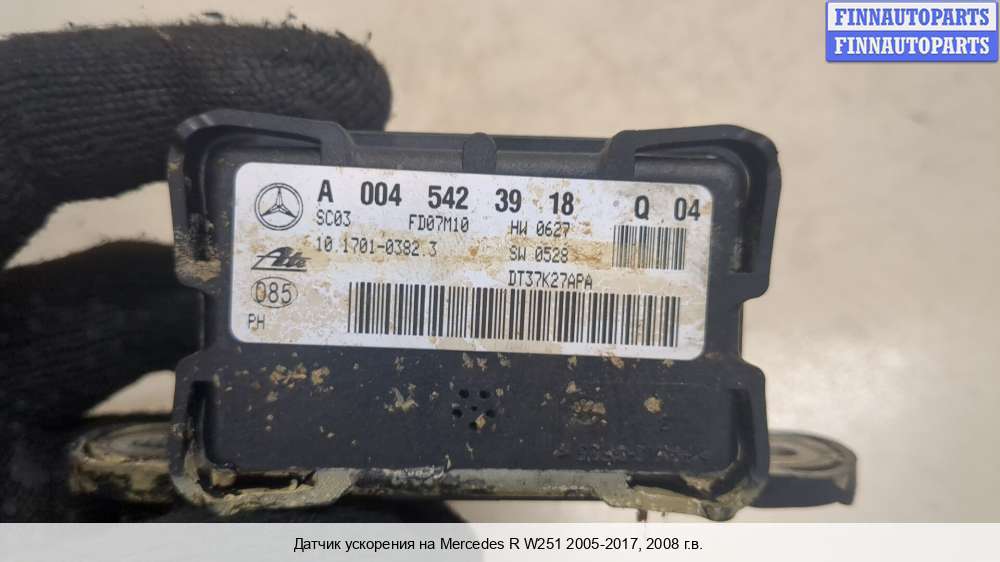 FINNAUTOPARTS
FINNAUTOPARTS
A 004 542 39 18 Q 04
SC03 FD07M10 HW 0627
10.1701-0382.3 SW 0528
Ate DT37K27APA
085
PH
Датчик ускорения на Mercedes R W251 2005-2017, 2008 г.в.